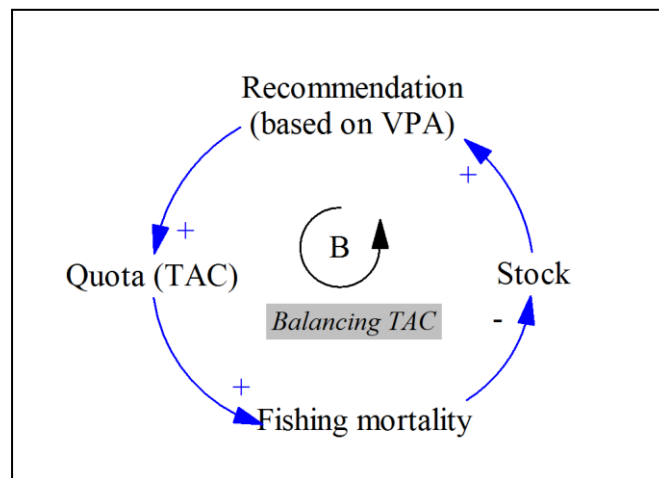 Recommendation
(based on VPA)
+
+
B
Quota (TAC)
Stock
Balancing TAC
-
+
Fishing mortality